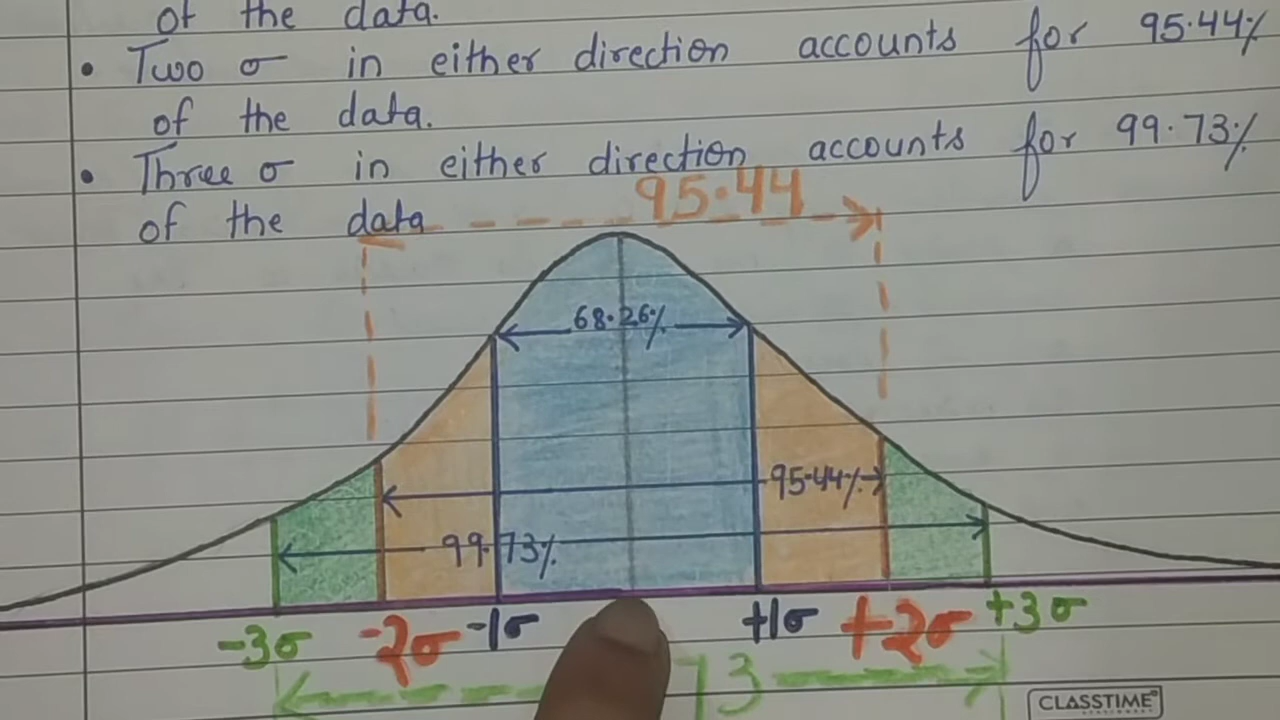 of the data.
• Two σ in either direction accounts for 95.44%
of the data.
• Three σ in either direction accounts for 99.73%
of the data
95.44
68.26%
95.44%
99.73%
-3σ -2σ -1σ +1σ +2σ +3σ
73
CLASSTIME